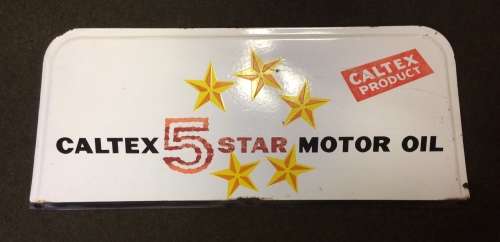 CALTEX
PRODUCT
CALTEX 5 STAR MOTOR OIL